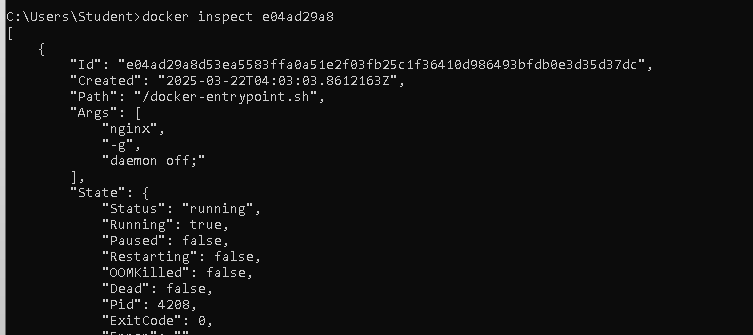 C:\Users\Student>docker inspect e04ad29a8
[
    {
        "Id": "e04ad29a8d53ea5583ffa0a51e2f03fb25c1f36410d986493bfdb0e3d35d37dc",
        "Created": "2025-03-22T04:03:03.8612163Z",
        "Path": "/docker-entrypoint.sh",
        "Args": [
            "nginx",
            "-g",
            "daemon off;"
        ],
        "State": {
            "Status": "running",
            "Running": true,
            "Paused": false,
            "Restarting": false,
            "OOMKilled": false,
            "Dead": false,
            "Pid": 4208,
            "ExitCode": 0,
            "Error": ""